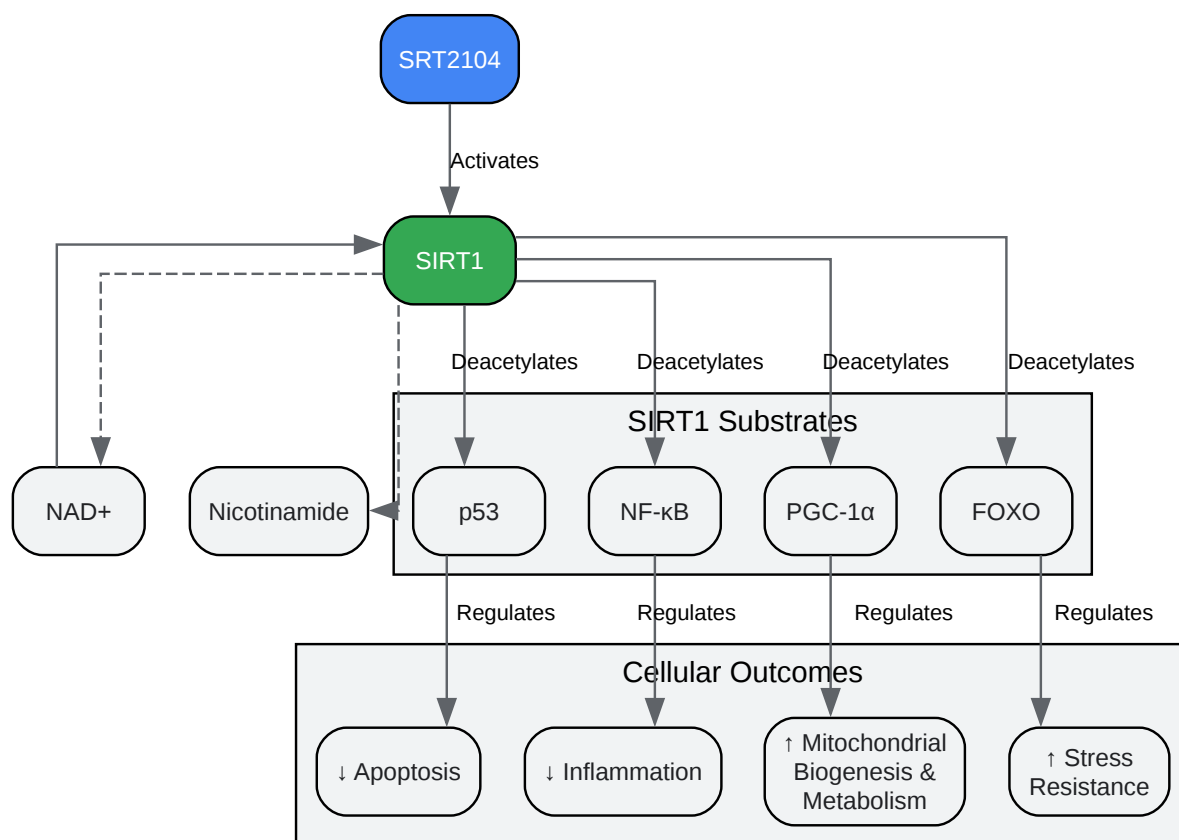 SRT2104
Activates
SIRT1
Deacetylates
Deacetylates
Deacetylates
Deacetylates
SIRT1 Substrates
NAD+
Nicotinamide
p53
NF-κB
PGC-1α
FOXO
Regulates
Regulates
Regulates
Regulates
Cellular Outcomes
↓ Apoptosis
↓ Inflammation
↑ Mitochondrial
Biogenesis &
Metabolism
↑ Stress
Resistance